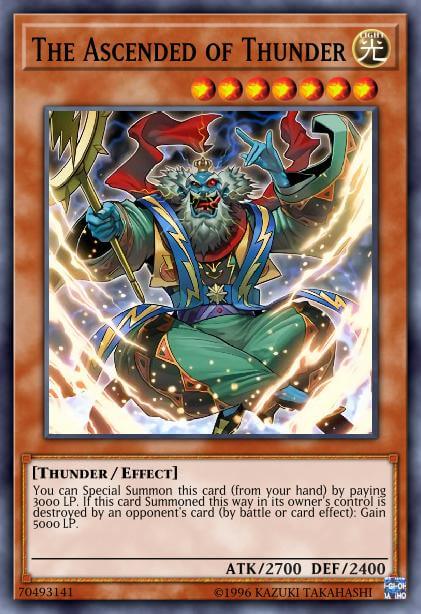 THE ASCENDED OF THUNDER
LIGHT
光
[THUNDER / EFFECT]
You can Special Summon this card (from your hand) by paying
3000 LP. If this card Summoned this way in its owner's control is
destroyed by an opponent's card (by battle or card effect): Gain
5000 LP.
ATK/2700 DEF/2400
70493141
©1996 KAZUKI TAKAHASHI